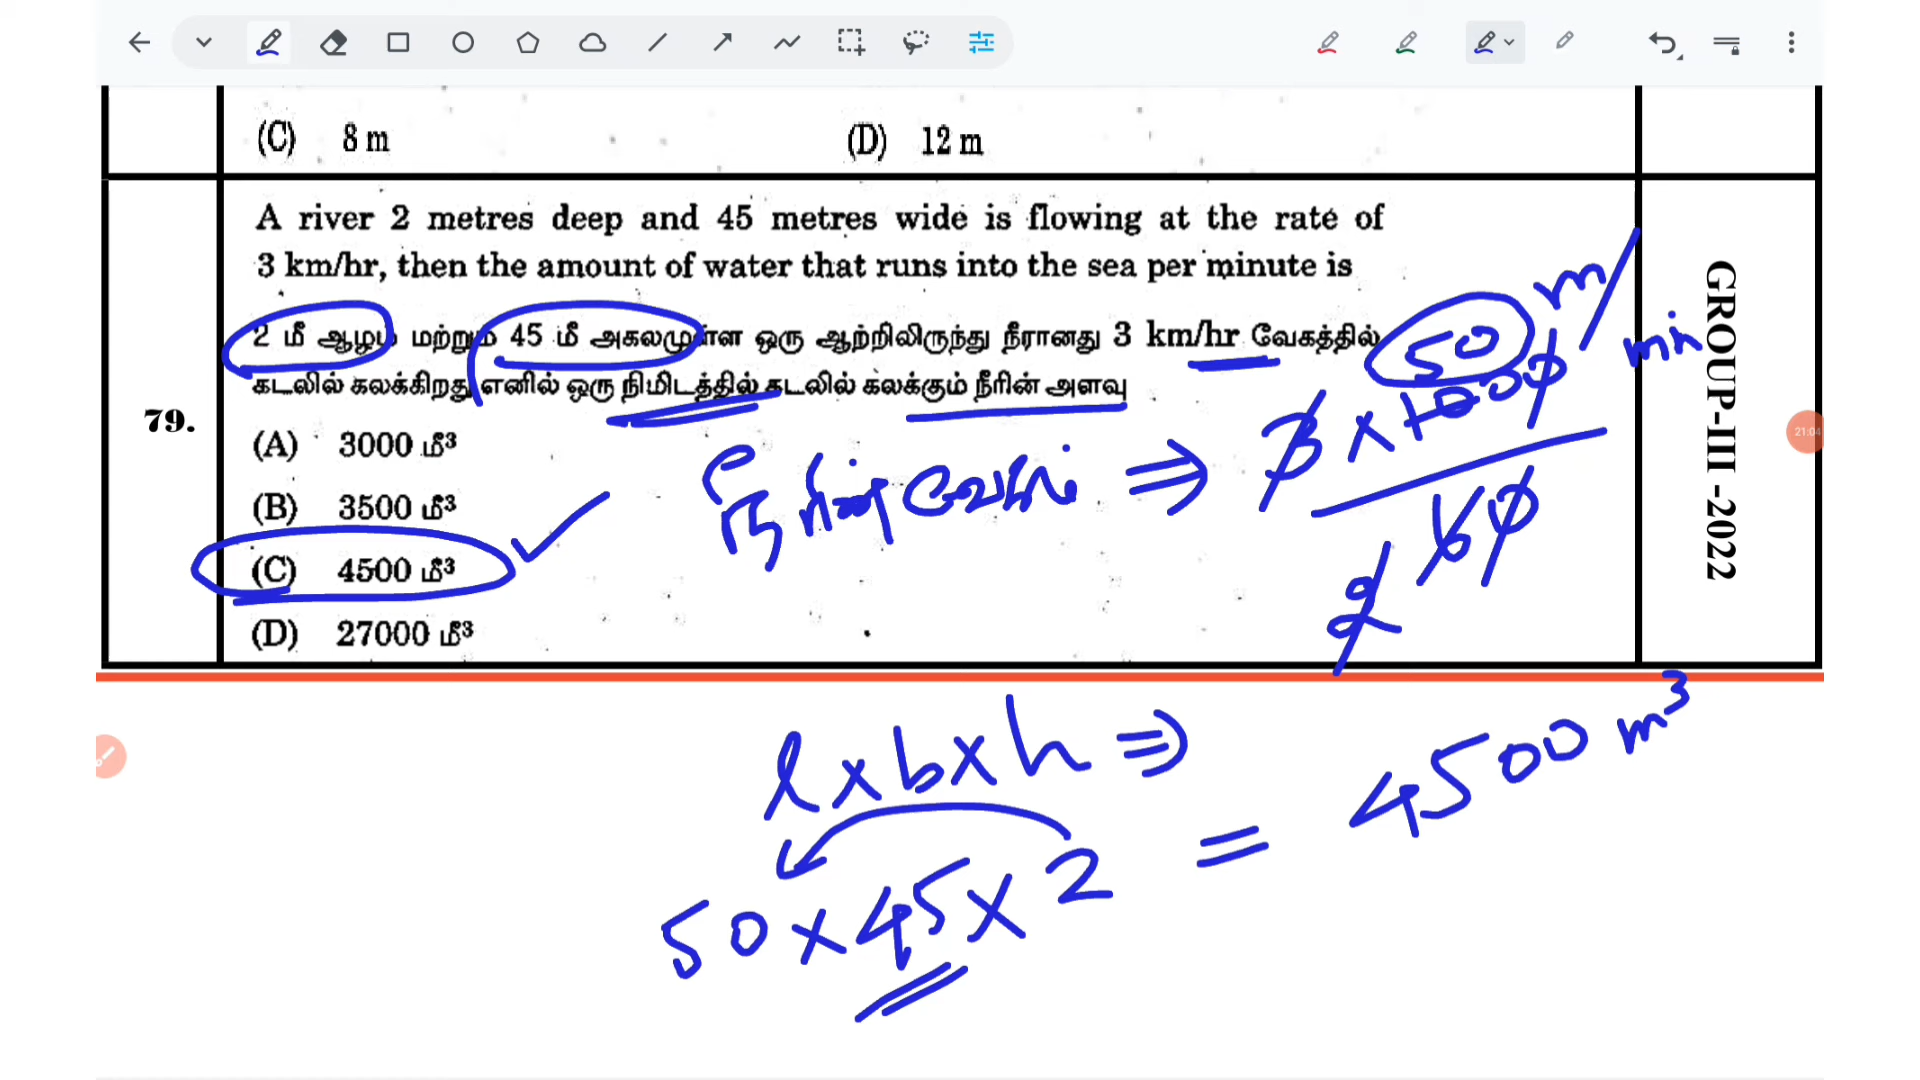 (C) 8 m (D) 12 m
A river 2 metres deep and 45 metres wide is flowing at the rate of
3 km/hr, then the amount of water that runs into the sea per minute is
2 மீ ஆழம் மற்றும் 45 மீ அகலமுள்ள ஒரு ஆற்றிலிருந்து நீரானது 3 km/hr வேகத்தில்
கடலில் கலக்கிறது எனில் ஒரு நிமிடத்தில் கடலில் கலக்கும் நீரின் அளவு
79.
(A) 3000 மீ³
(B) 3500 மீ³
(C) 4500 மீ³
(D) 27000 மீ³
GROUP-III -2022
50 m/min
3 × 1000
60
2
21:04
l×b×h ⇒
50×45×2 = 4500 m³